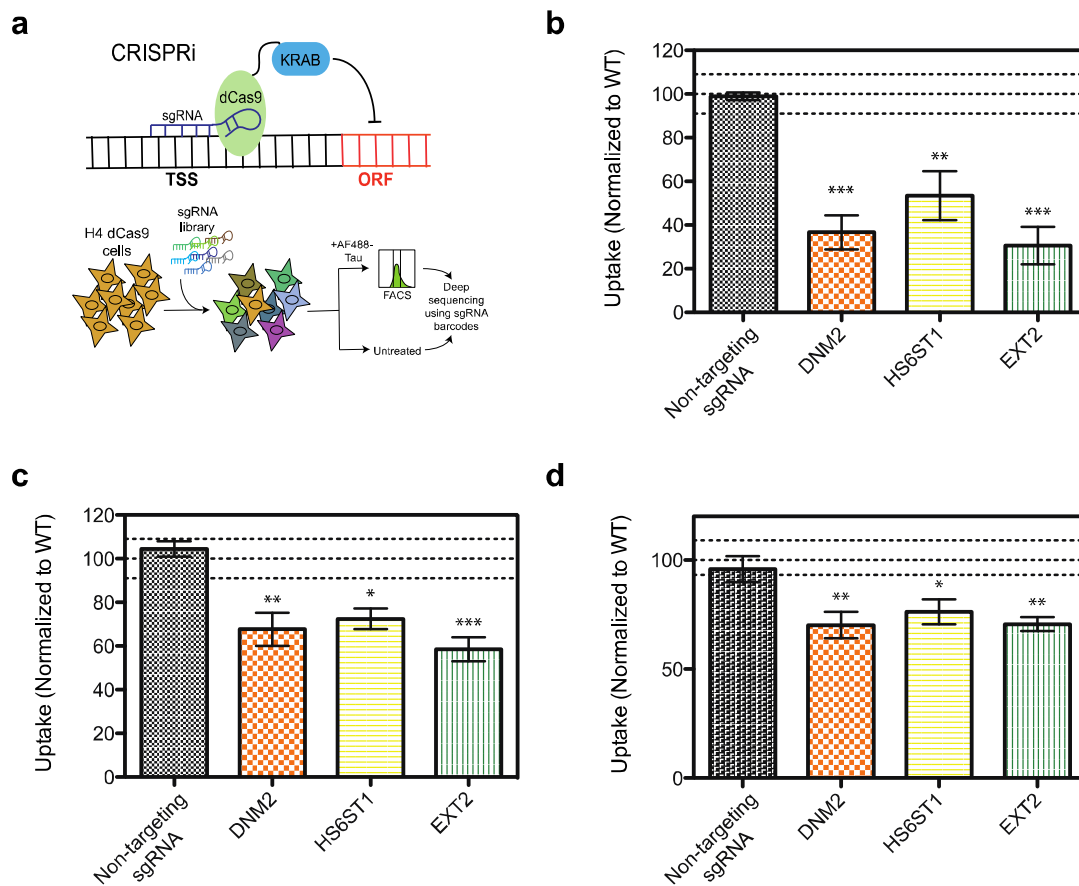 a
CRISPRi
KRAB
dCas9
sgRNA
TSS
ORF
H4 dCas9
cells
sgRNA
library
+AF488-
Tau
FACS
Deep
sequencing
using sgRNA
barcodes
Untreated
b
Uptake (Normalized to WT)
120
100
80
60
40
20
0
***
**
***
Non-targeting
sgRNA
DNM2
HS6ST1
EXT2
c
Uptake (Normalized to WT)
120
100
80
60
40
20
0
**
*
***
Non-targeting
sgRNA
DNM2
HS6ST1
EXT2
d
Uptake (Normalized to WT)
100
50
0
**
*
**
Non-targeting
sgRNA
DNM2
HS6ST1
EXT2